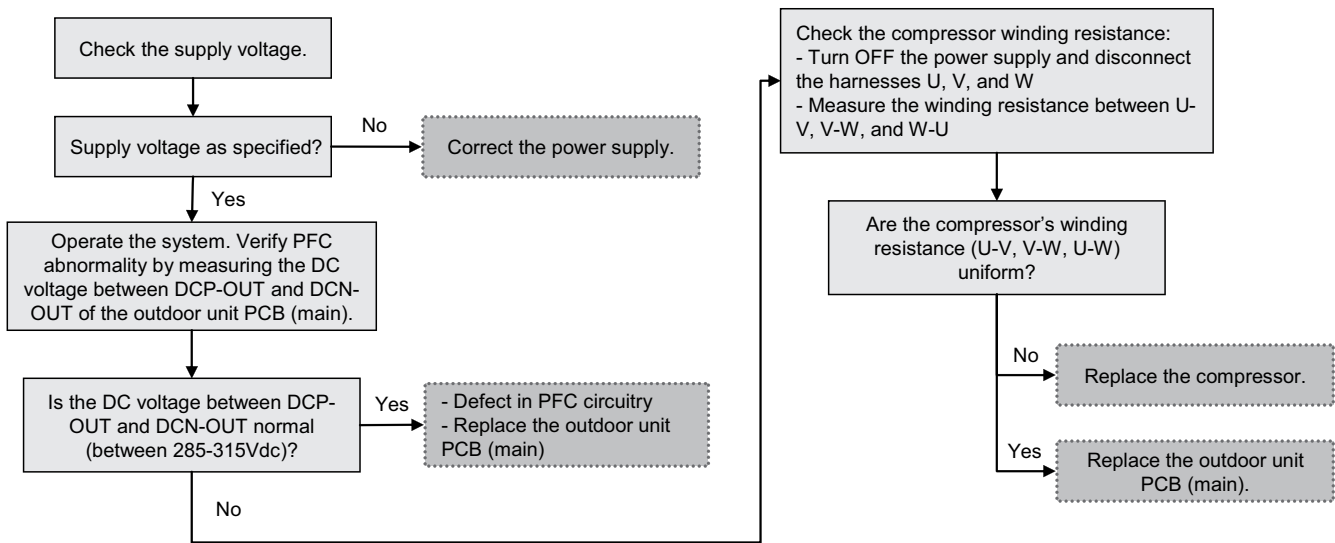 Check the supply voltage.
Supply voltage as specified?
No
Correct the power supply.
Yes
Operate the system. Verify PFC
abnormality by measuring the DC
voltage between DCP-OUT and DCN-
OUT of the outdoor unit PCB (main).
Is the DC voltage between DCP-
OUT and DCN-OUT normal
(between 285-315Vdc)?
Yes
- Defect in PFC circuitry
- Replace the outdoor unit
PCB (main)
No
Check the compressor winding resistance:
- Turn OFF the power supply and disconnect
the harnesses U, V, and W
- Measure the winding resistance between U-
V, V-W, and W-U
Are the compressor's winding
resistance (U-V, V-W, U-W)
uniform?
No
Replace the compressor.
Yes
Replace the outdoor unit
PCB (main).